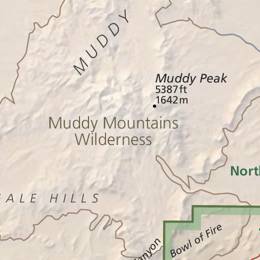 MUDDY
Muddy Peak
5387 ft
1642 m
Muddy Mountains
Wilderness
North
ALE HILLS
Bowl of Fire
anyon